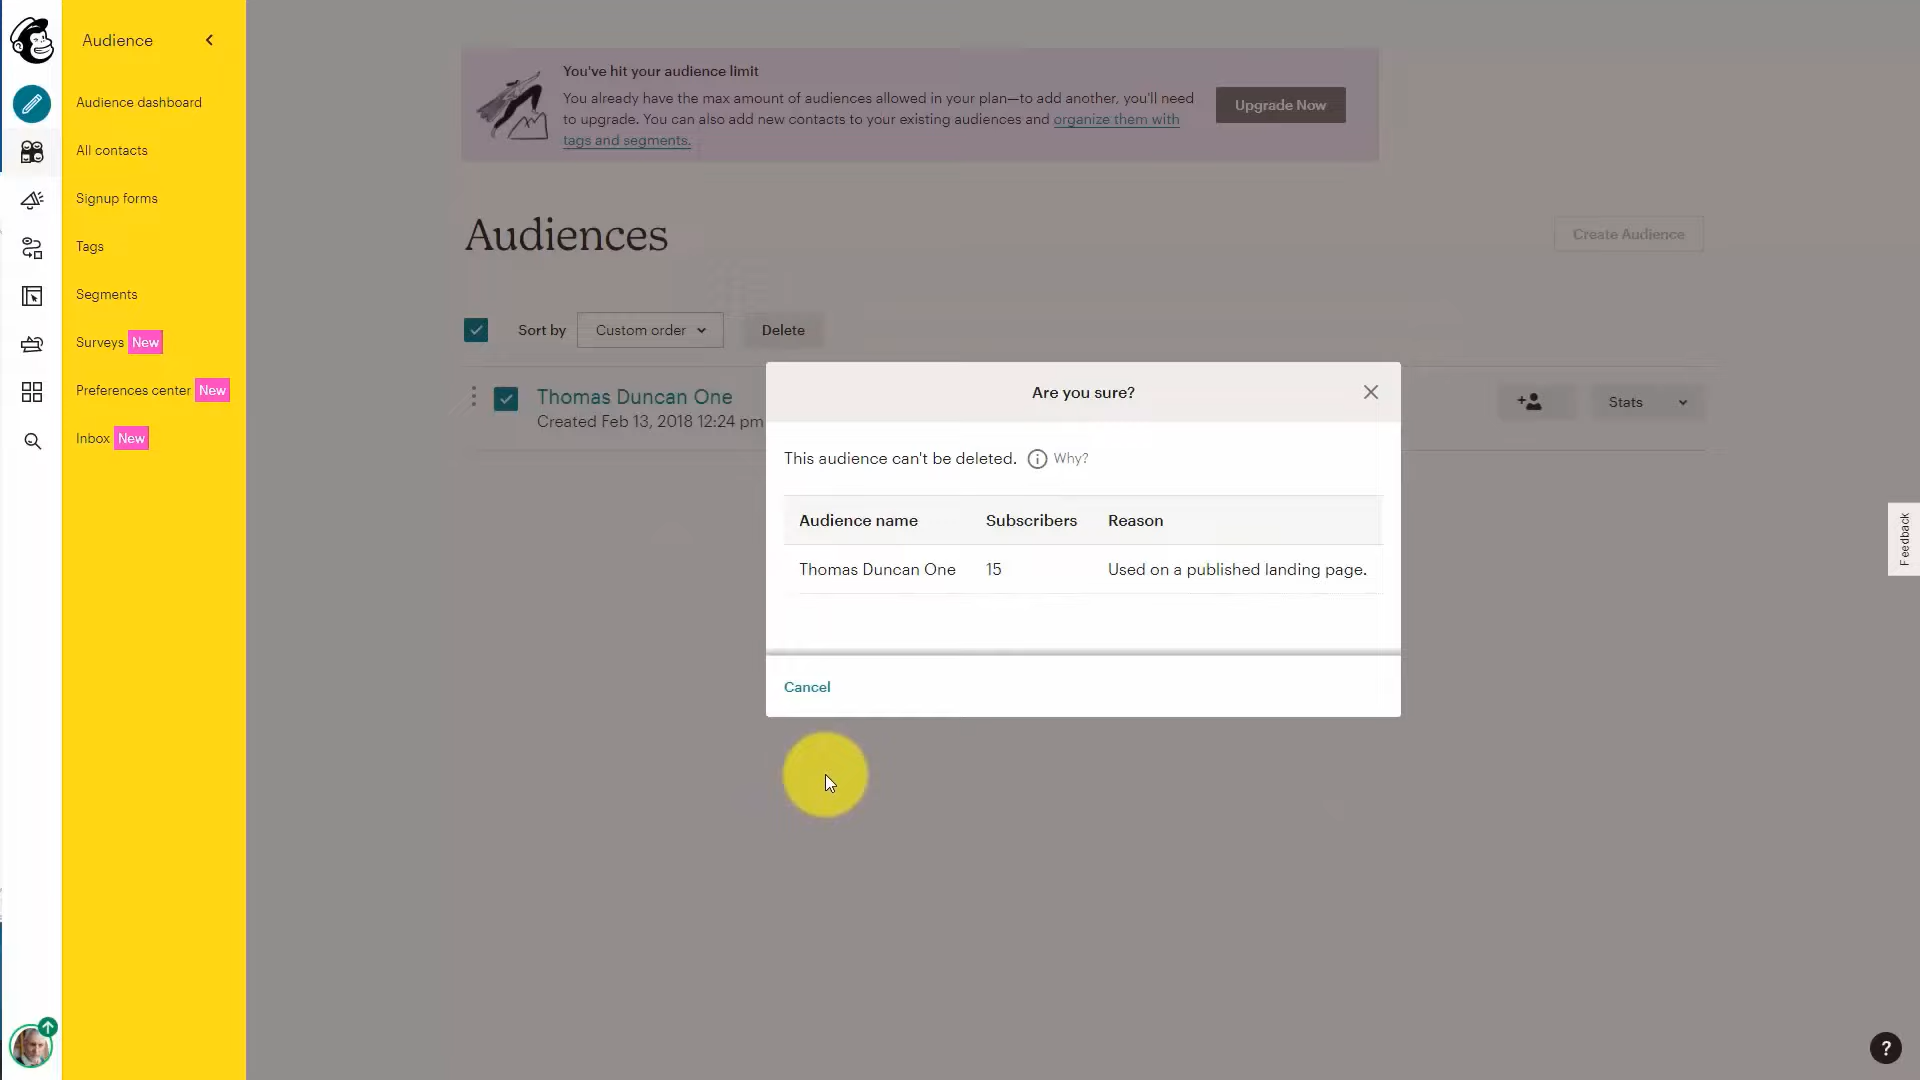 Audience
Audience dashboard
All contacts
Signup forms
Tags
Segments
Surveys New
Preferences center New
Inbox New
You've hit your audience limit
You already have the max amount of audiences allowed in your plan—to add another, you'll need
to upgrade. You can also add new contacts to your existing audiences and organize them with
tags and segments.
Upgrade Now
Audiences
Create Audience
Sort by
Custom order
Delete
Thomas Duncan One
Created Feb 13, 2018 12:24 pm
Stats
Are you sure?
This audience can't be deleted.
Why?
Audience name Subscribers Reason
Thomas Duncan One 15 Used on a published landing page.
Cancel
Feedback
?